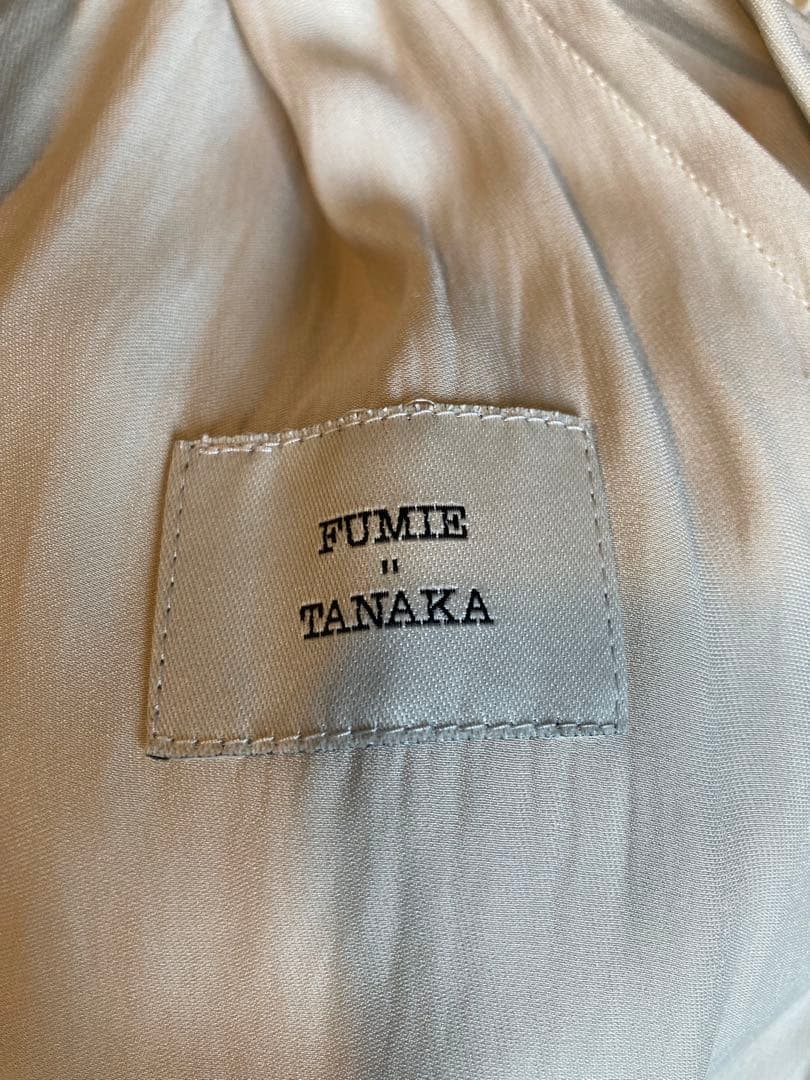 FUMIE
"
TANAKA